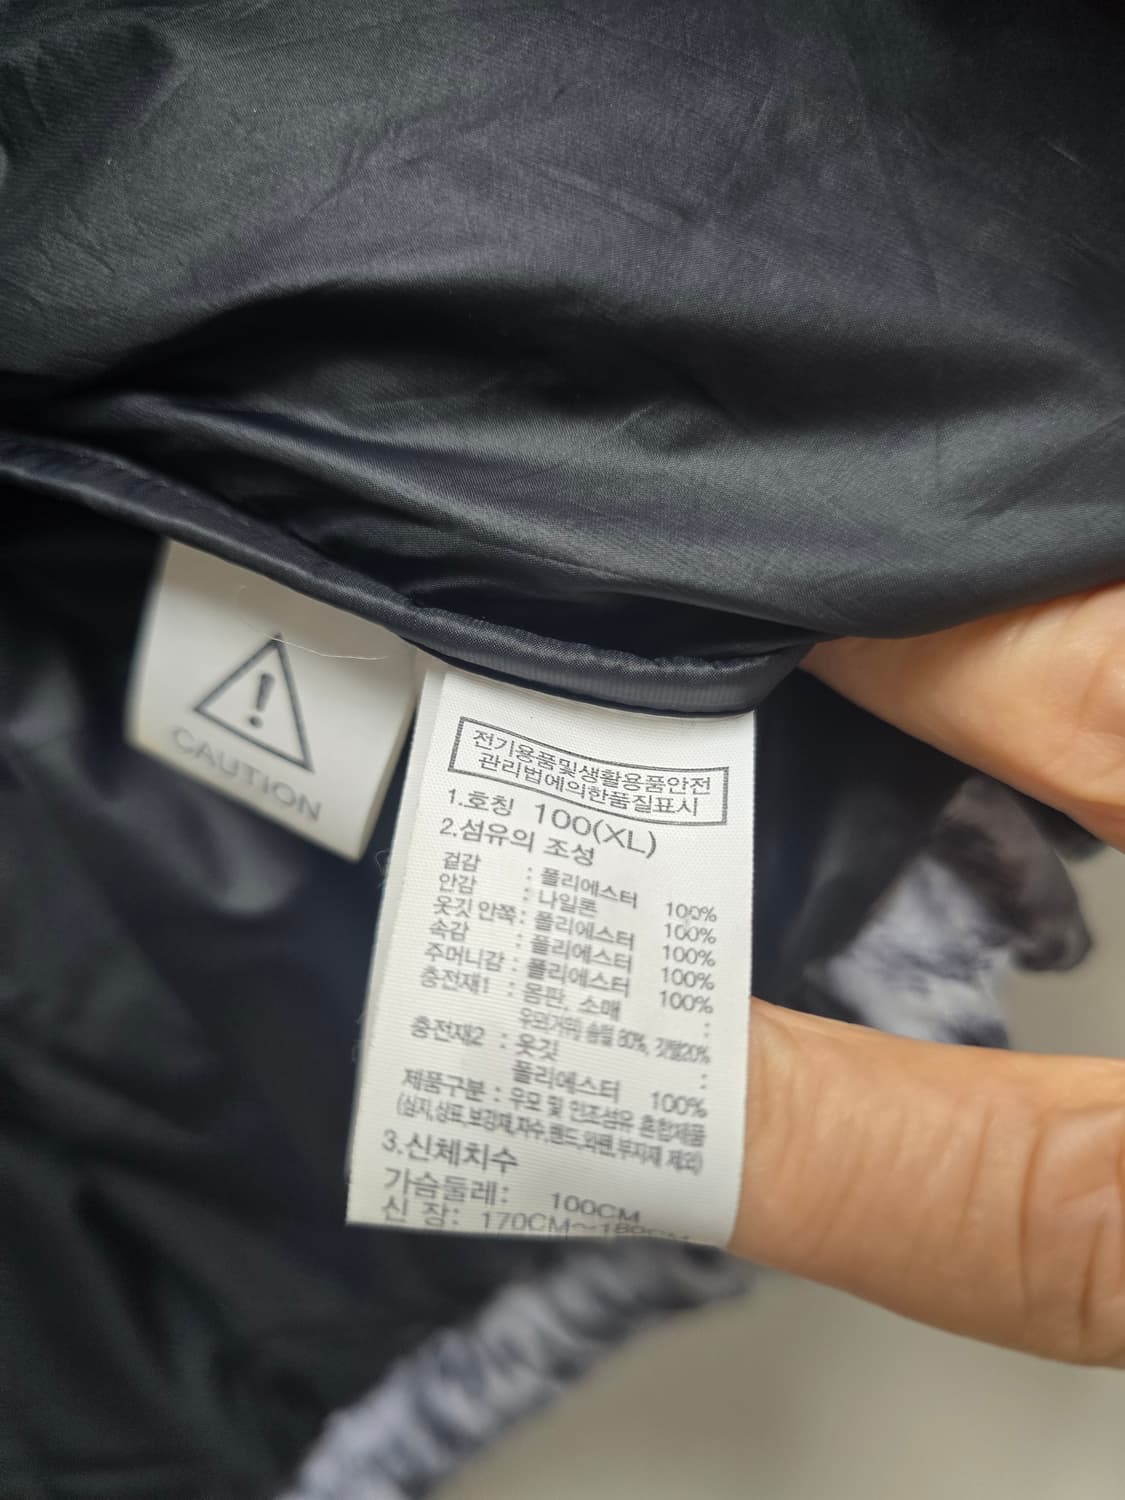 CAUTION
전기용품및생활용품안전
관리법에의한품질표시
1.호칭 100(XL)
2.섬유의 조성
겉감 : 폴리에스터 100%
안감 : 나일론 100%
옷깃 안쪽 : 폴리에스터 100%
속감 : 폴리에스터 100%
주머니감 : 폴리에스터 100%
충전재1 : 몸판, 소매 :
솜털 80%, 깃털20%
충전재2 : 옷깃 :
폴리에스터 100%
제품구분 : 우모 및 인조섬유 혼합제품
(심지,상표,보강재,자수,밴드,와펜,부자재 제외)
3.신체치수
가슴둘레: 100CM
신 장: 170CM~180CM